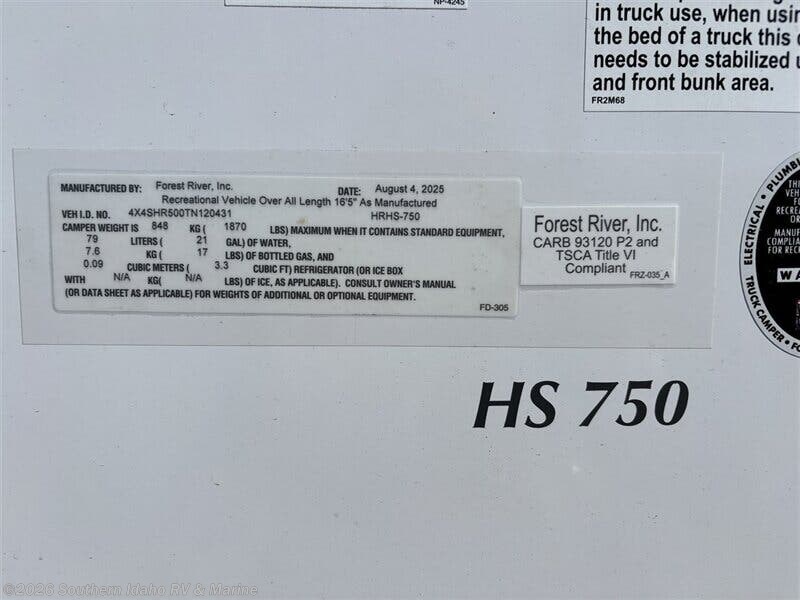 NP-4245
in truck use, when
the bed of a truck this
needs to be stabilized
and front bunk area.
FR2M68
MANUFACTURED BY: Forest River, Inc. DATE: August 4, 2025
Recreational Vehicle Over All Length 16'5" As Manufactured
VEH I.D. NO. 4X4SHR500TN120431 HRHS-750
CAMPER WEIGHT IS 848 KG ( 1870 LBS) MAXIMUM WHEN IT CONTAINS STANDARD EQUIPMENT,
79 LITERS ( 21 GAL) OF WATER,
7.6 KG ( 17 LBS) OF BOTTLED GAS, AND
0.09 CUBIC METERS ( 3.3 CUBIC FT) REFRIGERATOR (OR ICE BOX
WITH N/A KG( N/A LBS) OF ICE, AS APPLICABLE). CONSULT OWNER'S MANUAL
(OR DATA SHEET AS APPLICABLE) FOR WEIGHTS OF ADDITIONAL OR OPTIONAL EQUIPMENT.
FD-305
Forest River, Inc.
CARB 93120 P2 and
TSCA Title VI
Compliant
FRZ-035_A
ELECTRICAL • PLUMB
TRUCK CAMPER •
HS 750
©2026 Southern Idaho RV & Marine